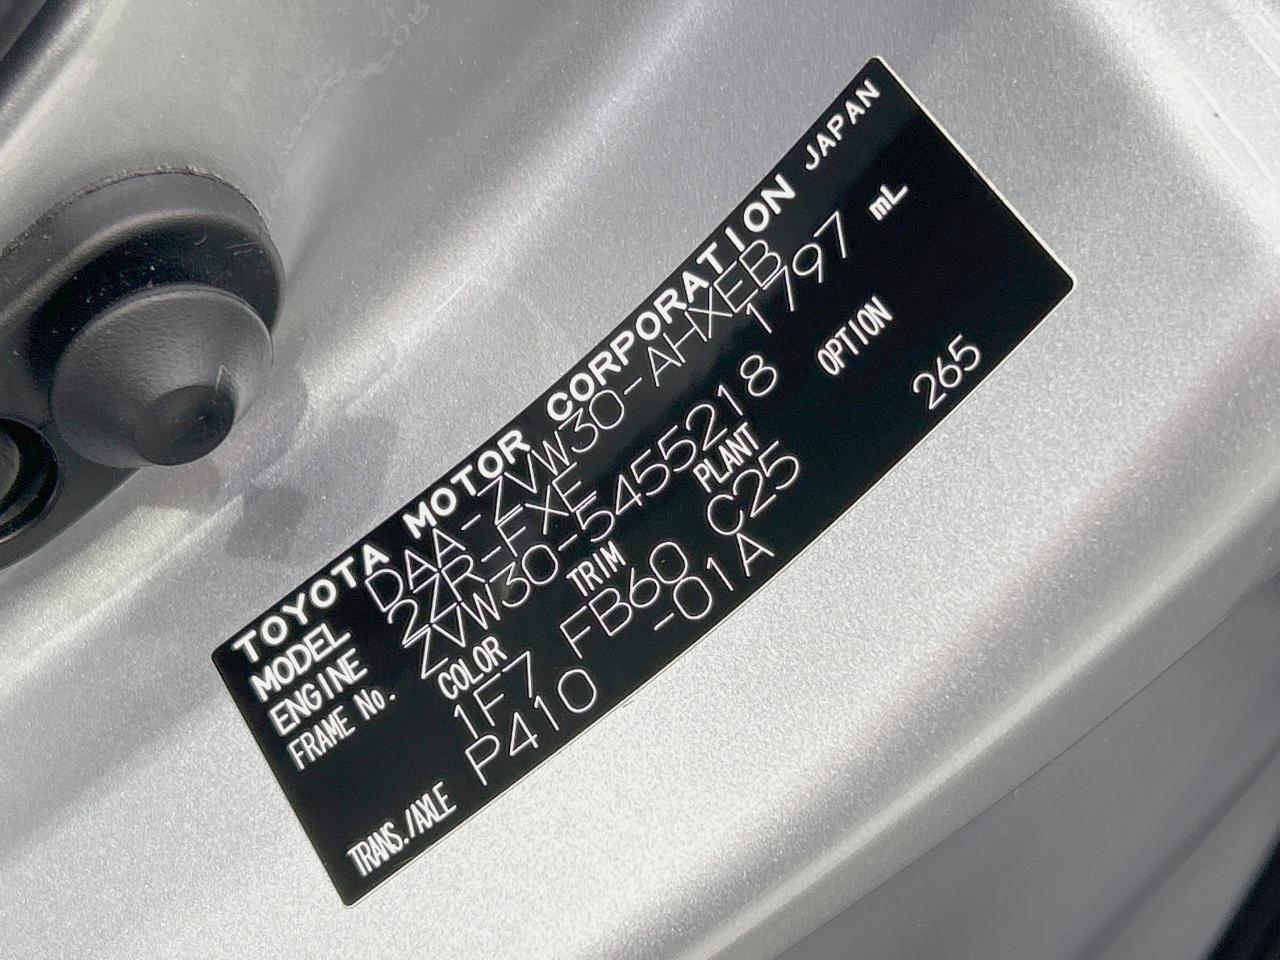 TOYOTA MOTOR CORPORATION JAPAN
MODEL DAA-ZVW30-AHXEB
ENGINE 2ZR-FXE 1797 mL
FRAME No. ZVW30-5455218
COLOR TRIM PLANT OPTION
1F7 FB60 C25 265
TRANS./AXLE P410 -01A